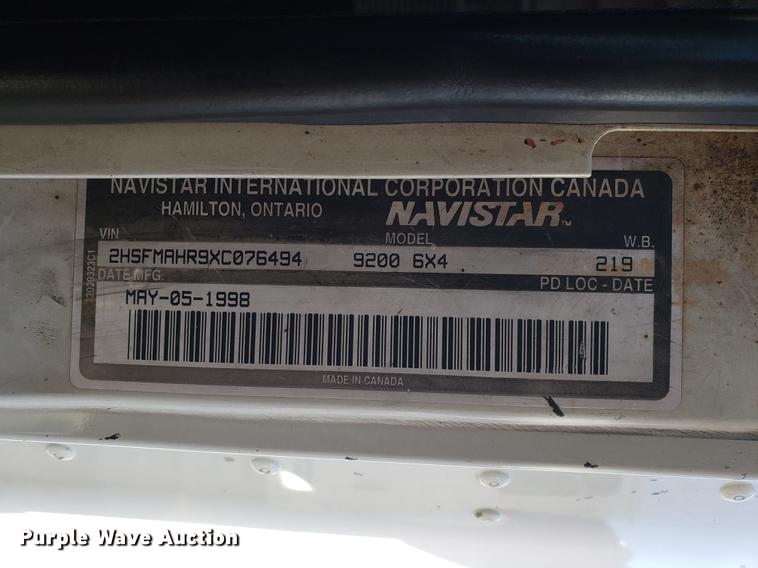 NAVISTAR INTERNATIONAL CORPORATION CANADA
HAMILTON, ONTARIO NAVISTAR™
VIN MODEL W.B.
2HSFMAHR9XC076494 9200 6X4 219
DATE MFG. PD LOC - DATE
MAY-05-1998
MADE IN CANADA
Purple Wave Auction